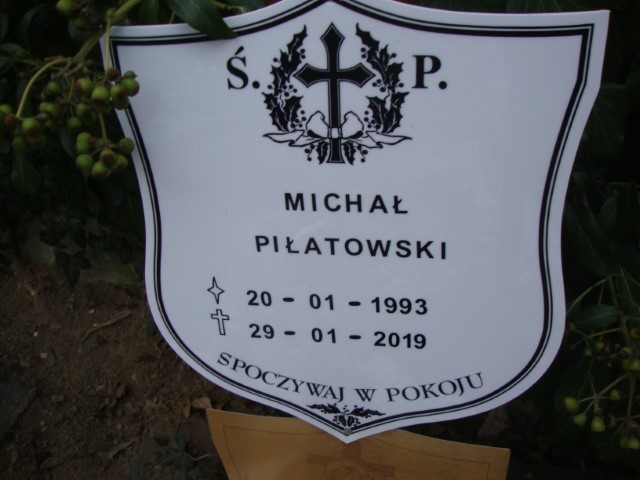 Ś. P.
MICHAŁ
PIŁATOWSKI
20 - 01 - 1993
29 - 01 - 2019
SPOCZYWAJ W POKOJU